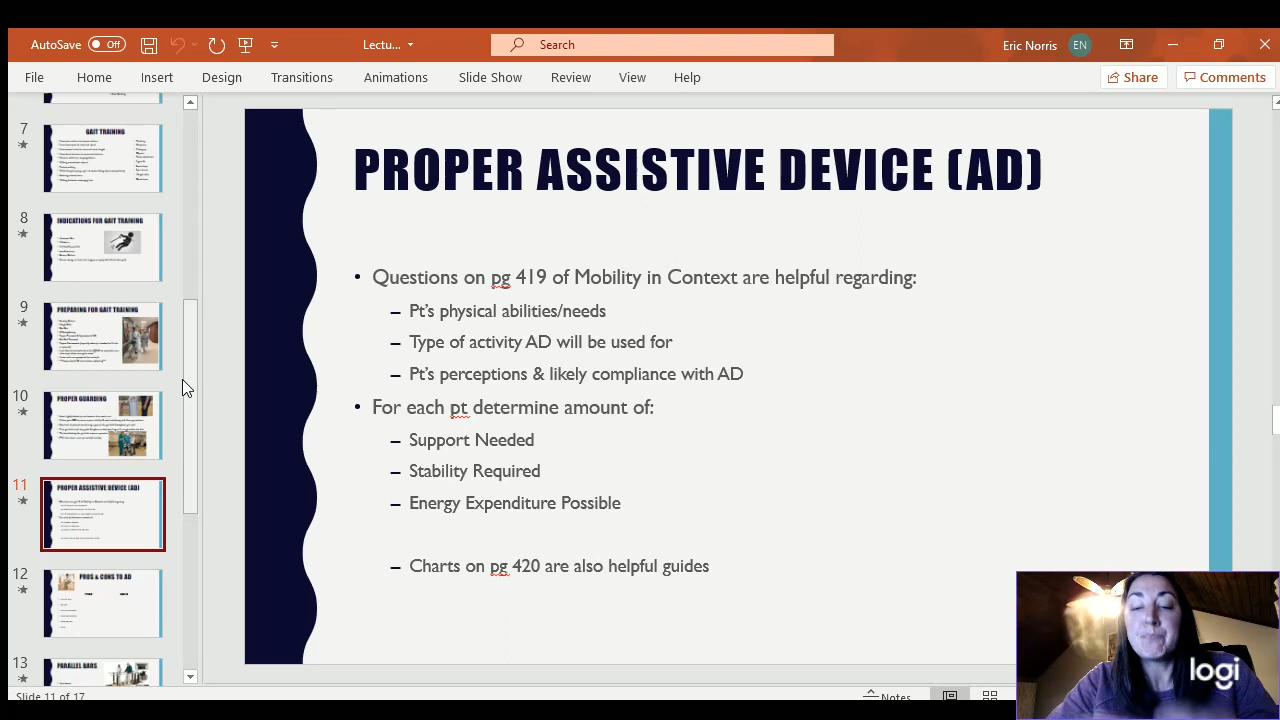 AutoSave Off Lectu... Search Eric Norris EN
File Home Insert Design Transitions Animations Slide Show Review View Help Share Comments
7
GAIT TRAINING
8
INDICATIONS FOR GAIT TRAINING
9
PREPARING FOR GAIT TRAINING
10
PROPER GUARDING
11
PROPER ASSISTIVE DEVICE (AD)
12
PROS & CONS TO AD
13
PARALLEL BARS
PROPER ASSISTIVE DEVICE (AD)
• Questions on pg 419 of Mobility in Context are helpful regarding:
– Pt's physical abilities/needs
– Type of activity AD will be used for
– Pt's perceptions & likely compliance with AD
• For each pt determine amount of:
– Support Needed
– Stability Required
– Energy Expenditure Possible
– Charts on pg 420 are also helpful guides
logi
Slide 11 of 17 Notes